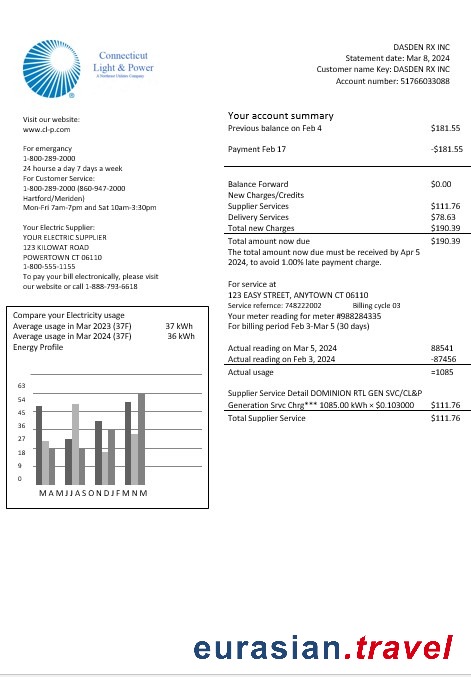 Connecticut
Light & Power
A Northeast Utilities Company
DASDEN RX INC
Statement date: Mar 8, 2024
Customer name Key: DASDEN RX INC
Account number: 51766033088
Visit our website:
www.cl-p.com
For emergancy
1-800-289-2000
24 hourse a day 7 days a week
For Customer Service:
1-800-289-2000 (860-947-2000
Hartford/Meriden)
Mon-Fri 7am-7pm and Sat 10am-3:30pm
Your Electric Supplier:
YOUR ELECTRIC SUPPLIER
123 KILOWAT ROAD
POWERTOWN CT 06110
1-800-555-1155
To pay your bill electronically, please visit
our website or call 1-888-793-6618
Compare your Electricity usage
Average usage in Mar 2023 (37F) 37 kWh
Average usage in Mar 2024 (37F) 36 kWh
Energy Profile
63
54
45
36
27
18
9
0
M A M J J A S O N D J F M N M
Your account summary
Previous balance on Feb 4 $181.55
Payment Feb 17 -$181.55
Balance Forward $0.00
New Charges/Credits
Supplier Services $111.76
Delivery Services $78.63
Total new Charges $190.39
Total amount now due $190.39
The total amount now due must be received by Apr 5
2024, to avoid 1.00% late payment charge.
For service at
123 EASY STREET, ANYTOWN CT 06110
Service refernce: 748222002 Billing cycle 03
Your meter reading for meter #988284335
For billing period Feb 3-Mar 5 (30 days)
Actual reading on Mar 5, 2024 88541
Actual reading on Feb 3, 2024 -87456
Actual usage =1085
Supplier Service Detail DOMINION RTL GEN SVC/CL&P
Generation Srvc Chrg*** 1085.00 kWh × $0.103000 $111.76
Total Supplier Service $111.76
eurasian.travel